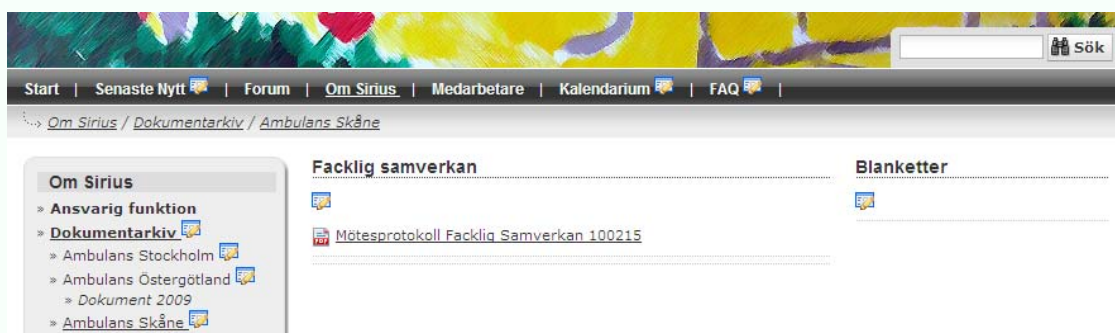 Sök
Start | Senaste Nytt | Forum | Om Sirius | Medarbetare | Kalendarium | FAQ |
Om Sirius / Dokumentarkiv / Ambulans Skåne
Om Sirius
» Ansvarig funktion
» Dokumentarkiv
» Ambulans Stockholm
» Ambulans Östergötland
» Dokument 2009
» Ambulans Skåne
Facklig samverkan
Mötesprotokoll Facklig Samverkan 100215
Blanketter